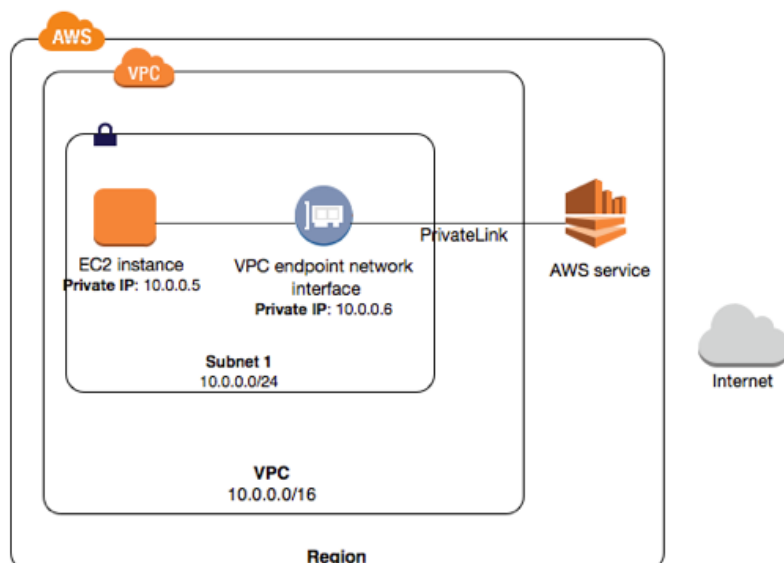 AWS
VPC
PrivateLink
EC2 instance
Private IP: 10.0.0.5
VPC endpoint network
interface
Private IP: 10.0.0.6
AWS service
Subnet 1
10.0.0.0/24
Internet
VPC
10.0.0.0/16
Region